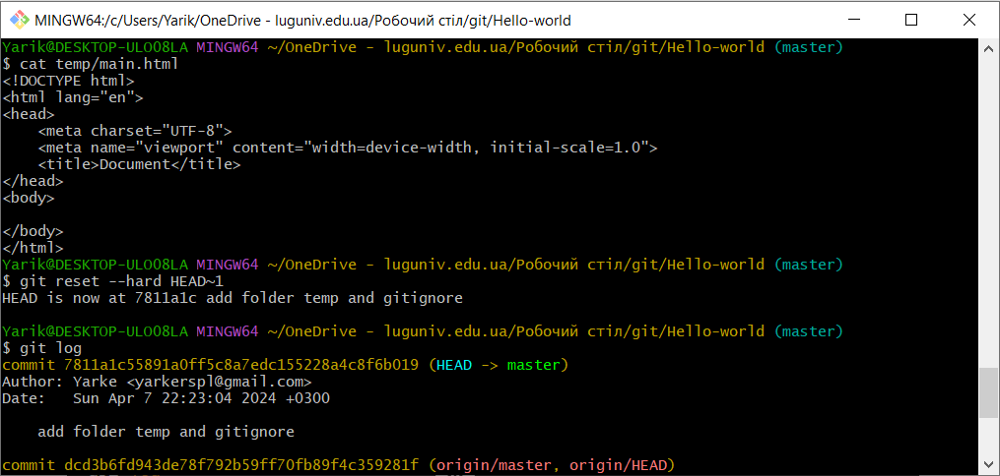 MINGW64:/c/Users/Yarik/OneDrive - luguniv.edu.ua/Робочий стіл/git/Hello-world
Yarik@DESKTOP-ULOO8LA MINGW64 ~/OneDrive - luguniv.edu.ua/Робочий стіл/git/Hello-world (master)
$ cat temp/main.html
<!DOCTYPE html>
<html lang="en">
<head>
    <meta charset="UTF-8">
    <meta name="viewport" content="width=device-width, initial-scale=1.0">
    <title>Document</title>
</head>
<body>

</body>
</html>
Yarik@DESKTOP-ULOO8LA MINGW64 ~/OneDrive - luguniv.edu.ua/Робочий стіл/git/Hello-world (master)
$ git reset --hard HEAD~1
HEAD is now at 7811a1c add folder temp and gitignore

Yarik@DESKTOP-ULOO8LA MINGW64 ~/OneDrive - luguniv.edu.ua/Робочий стіл/git/Hello-world (master)
$ git log
commit 7811a1c55891a0ff5c8a7edc155228a4c8f6b019 (HEAD -> master)
Author: Yarke <yarkerspl@gmail.com>
Date:   Sun Apr 7 22:23:04 2024 +0300

    add folder temp and gitignore

commit dcd3b6fd943de78f792b59ff70fb89f4c359281f (origin/master, origin/HEAD)